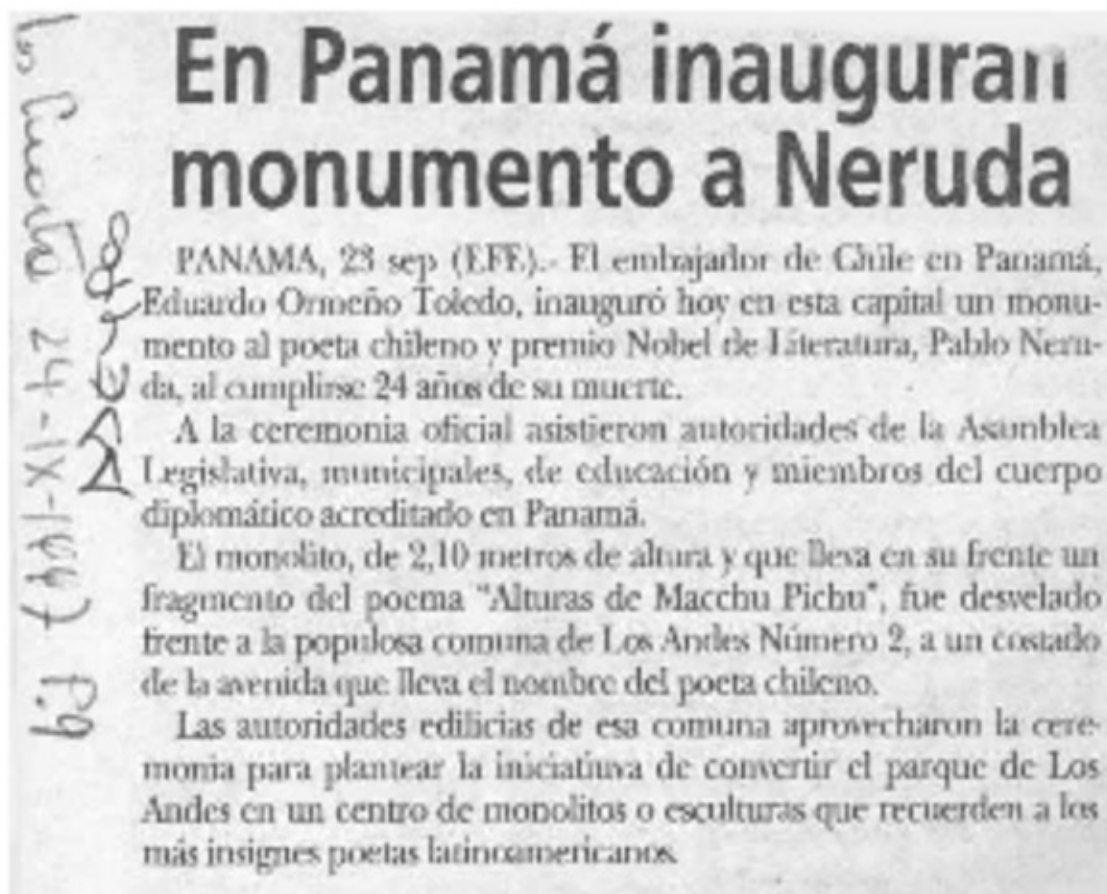 En Panamá inauguran
monumento a Neruda
PANAMA, 23 sep (EFE).- El embajador de Chile en Panamá,
Eduardo Ormeño Toledo, inauguró hoy en esta capital un monu-
mento al poeta chileno y premio Nobel de Literatura, Pablo Neru-
da, al cumplirse 24 años de su muerte.
A la ceremonia oficial asistieron autoridades de la Asamblea
Legislativa, municipales, de educación y miembros del cuerpo
diplomático acreditado en Panamá.
El monolito, de 2,10 metros de altura y que lleva en su frente un
fragmento del poema "Alturas de Macchu Pichu", fue desvelado
frente a la populosa comuna de Los Andes Número 2, a un costado
de la avenida que lleva el nombre del poeta chileno.
Las autoridades edilicias de esa comuna aprovecharon la cere-
monia para plantear la iniciatiuva de convertir el parque de Los
Andes en un centro de monolitos o esculturas que recuerden a los
más insignes poetas latinoamericanos.
24-IX-1997 P.9